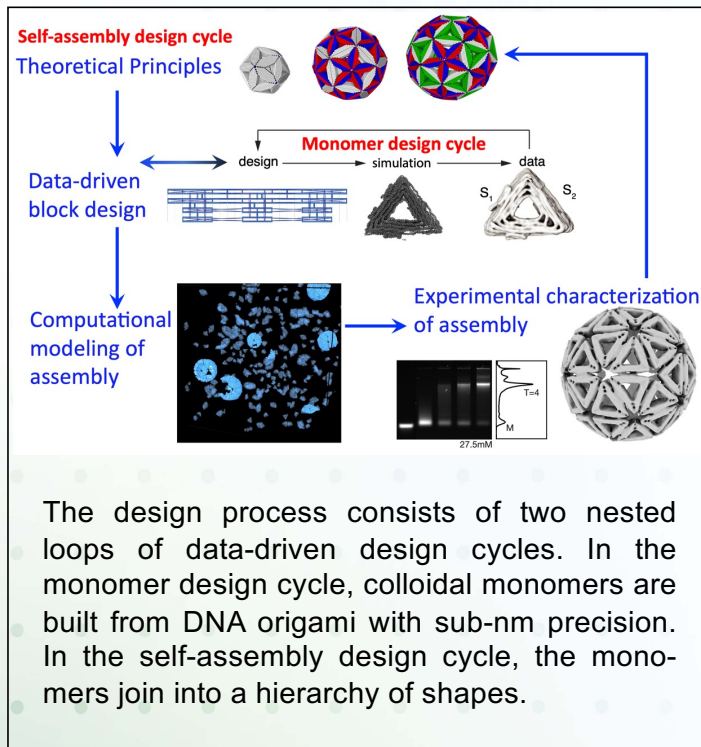 Self-assembly design cycle
Theoretical Principles
Monomer design cycle
design
simulation
data
Data-driven
block design
S1
S2
Computational
modeling of
assembly
Experimental characterization
of assembly
T=4
M
27.5mM
The design process consists of two nested
loops of data-driven design cycles. In the
monomer design cycle, colloidal monomers are
built from DNA origami with sub-nm precision.
In the self-assembly design cycle, the mono-
mers join into a hierarchy of shapes.